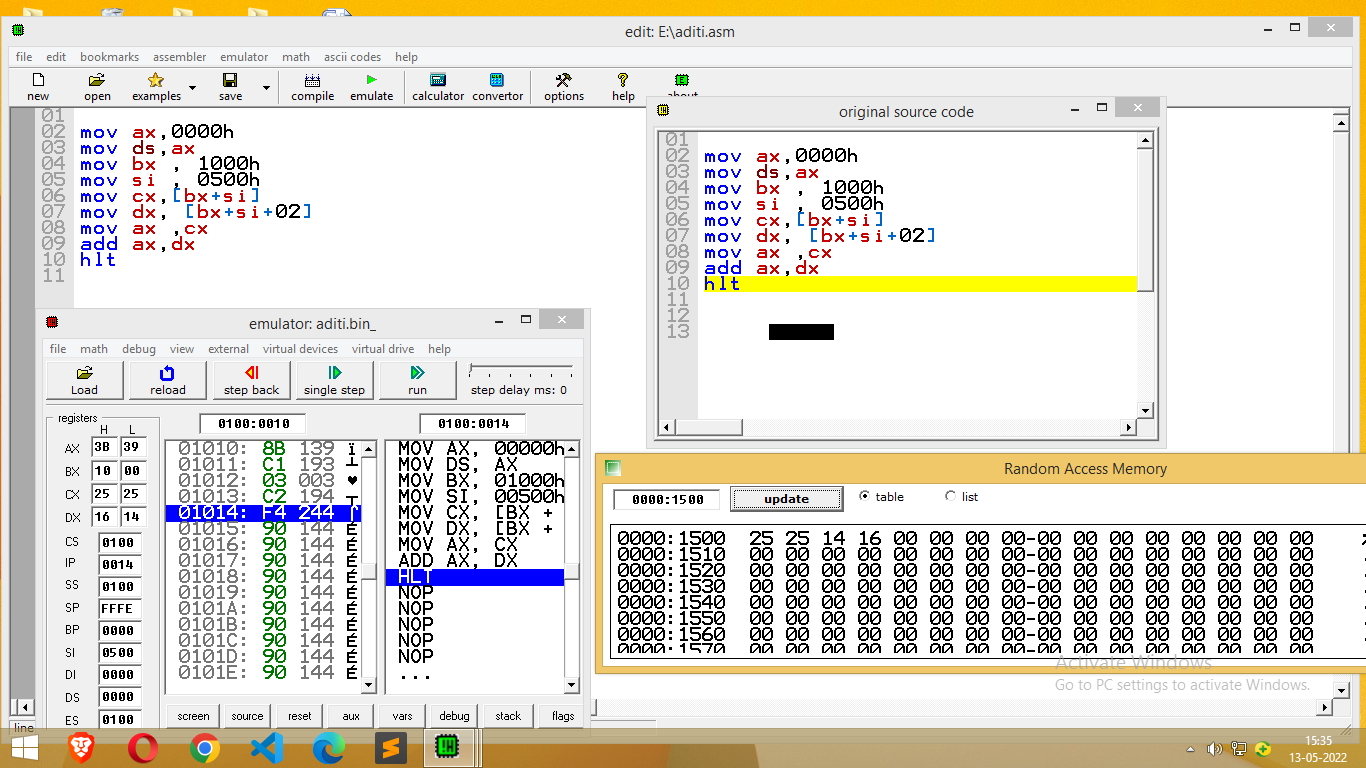 edit: E:\aditi.asm
file edit bookmarks assembler emulator math ascii codes help
new open examples save compile emulate calculator convertor options help about
01
02 mov ax,0000h
03 mov ds,ax
04 mov bx , 1000h
05 mov si , 0500h
06 mov cx,[bx+si]
07 mov dx, [bx+si+02]
08 mov ax ,cx
09 add ax,dx
10 hlt
11
original source code
01
02 mov ax,0000h
03 mov ds,ax
04 mov bx , 1000h
05 mov si , 0500h
06 mov cx,[bx+si]
07 mov dx, [bx+si+02]
08 mov ax ,cx
09 add ax,dx
10 hlt
11
12
13
emulator: aditi.bin_
file math debug view external virtual devices virtual drive help
Load reload step back single step run step delay ms: 0
registers
H L
AX 3B 39
BX 10 00
CX 25 25
DX 16 14
CS 0100
IP 0014
SS 0100
SP FFFE
BP 0000
SI 0500
DI 0000
DS 0000
ES 0100
0100:0010
01010: 8B 139 ï
01011: C1 193 ┴
01012: 03 003 ♥
01013: C2 194 ┬
01014: F4 244 ⌠
01015: 90 144 É
01016: 90 144 É
01017: 90 144 É
01018: 90 144 É
01019: 90 144 É
0101A: 90 144 É
0101B: 90 144 É
0101C: 90 144 É
0101D: 90 144 É
0101E: 90 144 É
0100:0014
MOV AX, 00000h
MOV DS, AX
MOV BX, 01000h
MOV SI, 00500h
MOV CX, [BX +
MOV DX, [BX +
MOV AX, CX
ADD AX, DX
HLT
NOP
NOP
NOP
NOP
NOP
...
screen source reset aux vars debug stack flags
Random Access Memory
0000:1500 update table list
0000:1500 25 25 14 16 00 00 00 00-00 00 00 00 00 00 00 00
0000:1510 00 00 00 00 00 00 00 00-00 00 00 00 00 00 00 00
0000:1520 00 00 00 00 00 00 00 00-00 00 00 00 00 00 00 00
0000:1530 00 00 00 00 00 00 00 00-00 00 00 00 00 00 00 00
0000:1540 00 00 00 00 00 00 00 00-00 00 00 00 00 00 00 00
0000:1550 00 00 00 00 00 00 00 00-00 00 00 00 00 00 00 00
0000:1560 00 00 00 00 00 00 00 00-00 00 00 00 00 00 00 00
0000:1570 00 00 00 00 00 00 00 00-00 00 00 00 00 00 00 00
Activate Windows
Go to PC settings to activate Windows.
line
15:35
13-05-2022